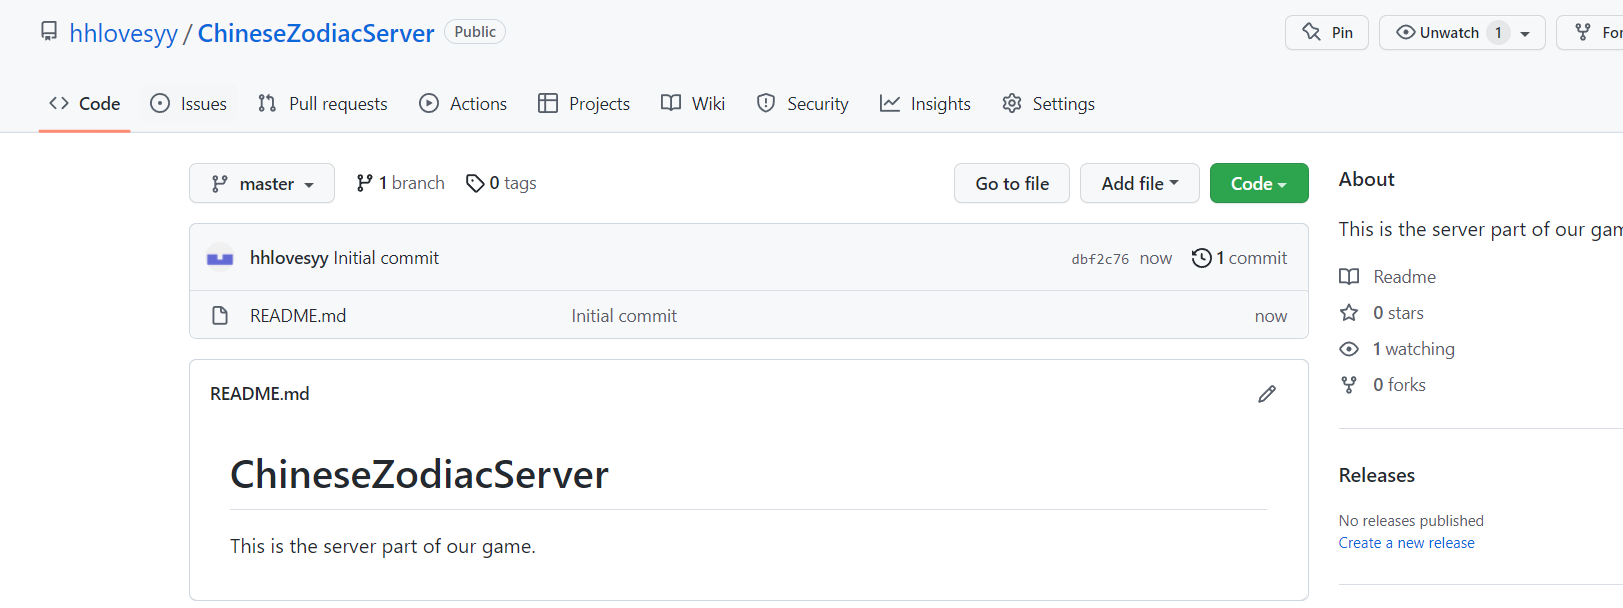 hhlovesyy / ChineseZodiacServer Public
Pin Unwatch 1
Code Issues Pull requests Actions Projects Wiki Security Insights Settings
master 1 branch 0 tags Go to file Add file Code
hhlovesyy Initial commit dbf2c76 now 1 commit
README.md Initial commit now
README.md
ChineseZodiacServer
This is the server part of our game.
About
This is the server part of our
Readme
0 stars
1 watching
0 forks
Releases
No releases published
Create a new release